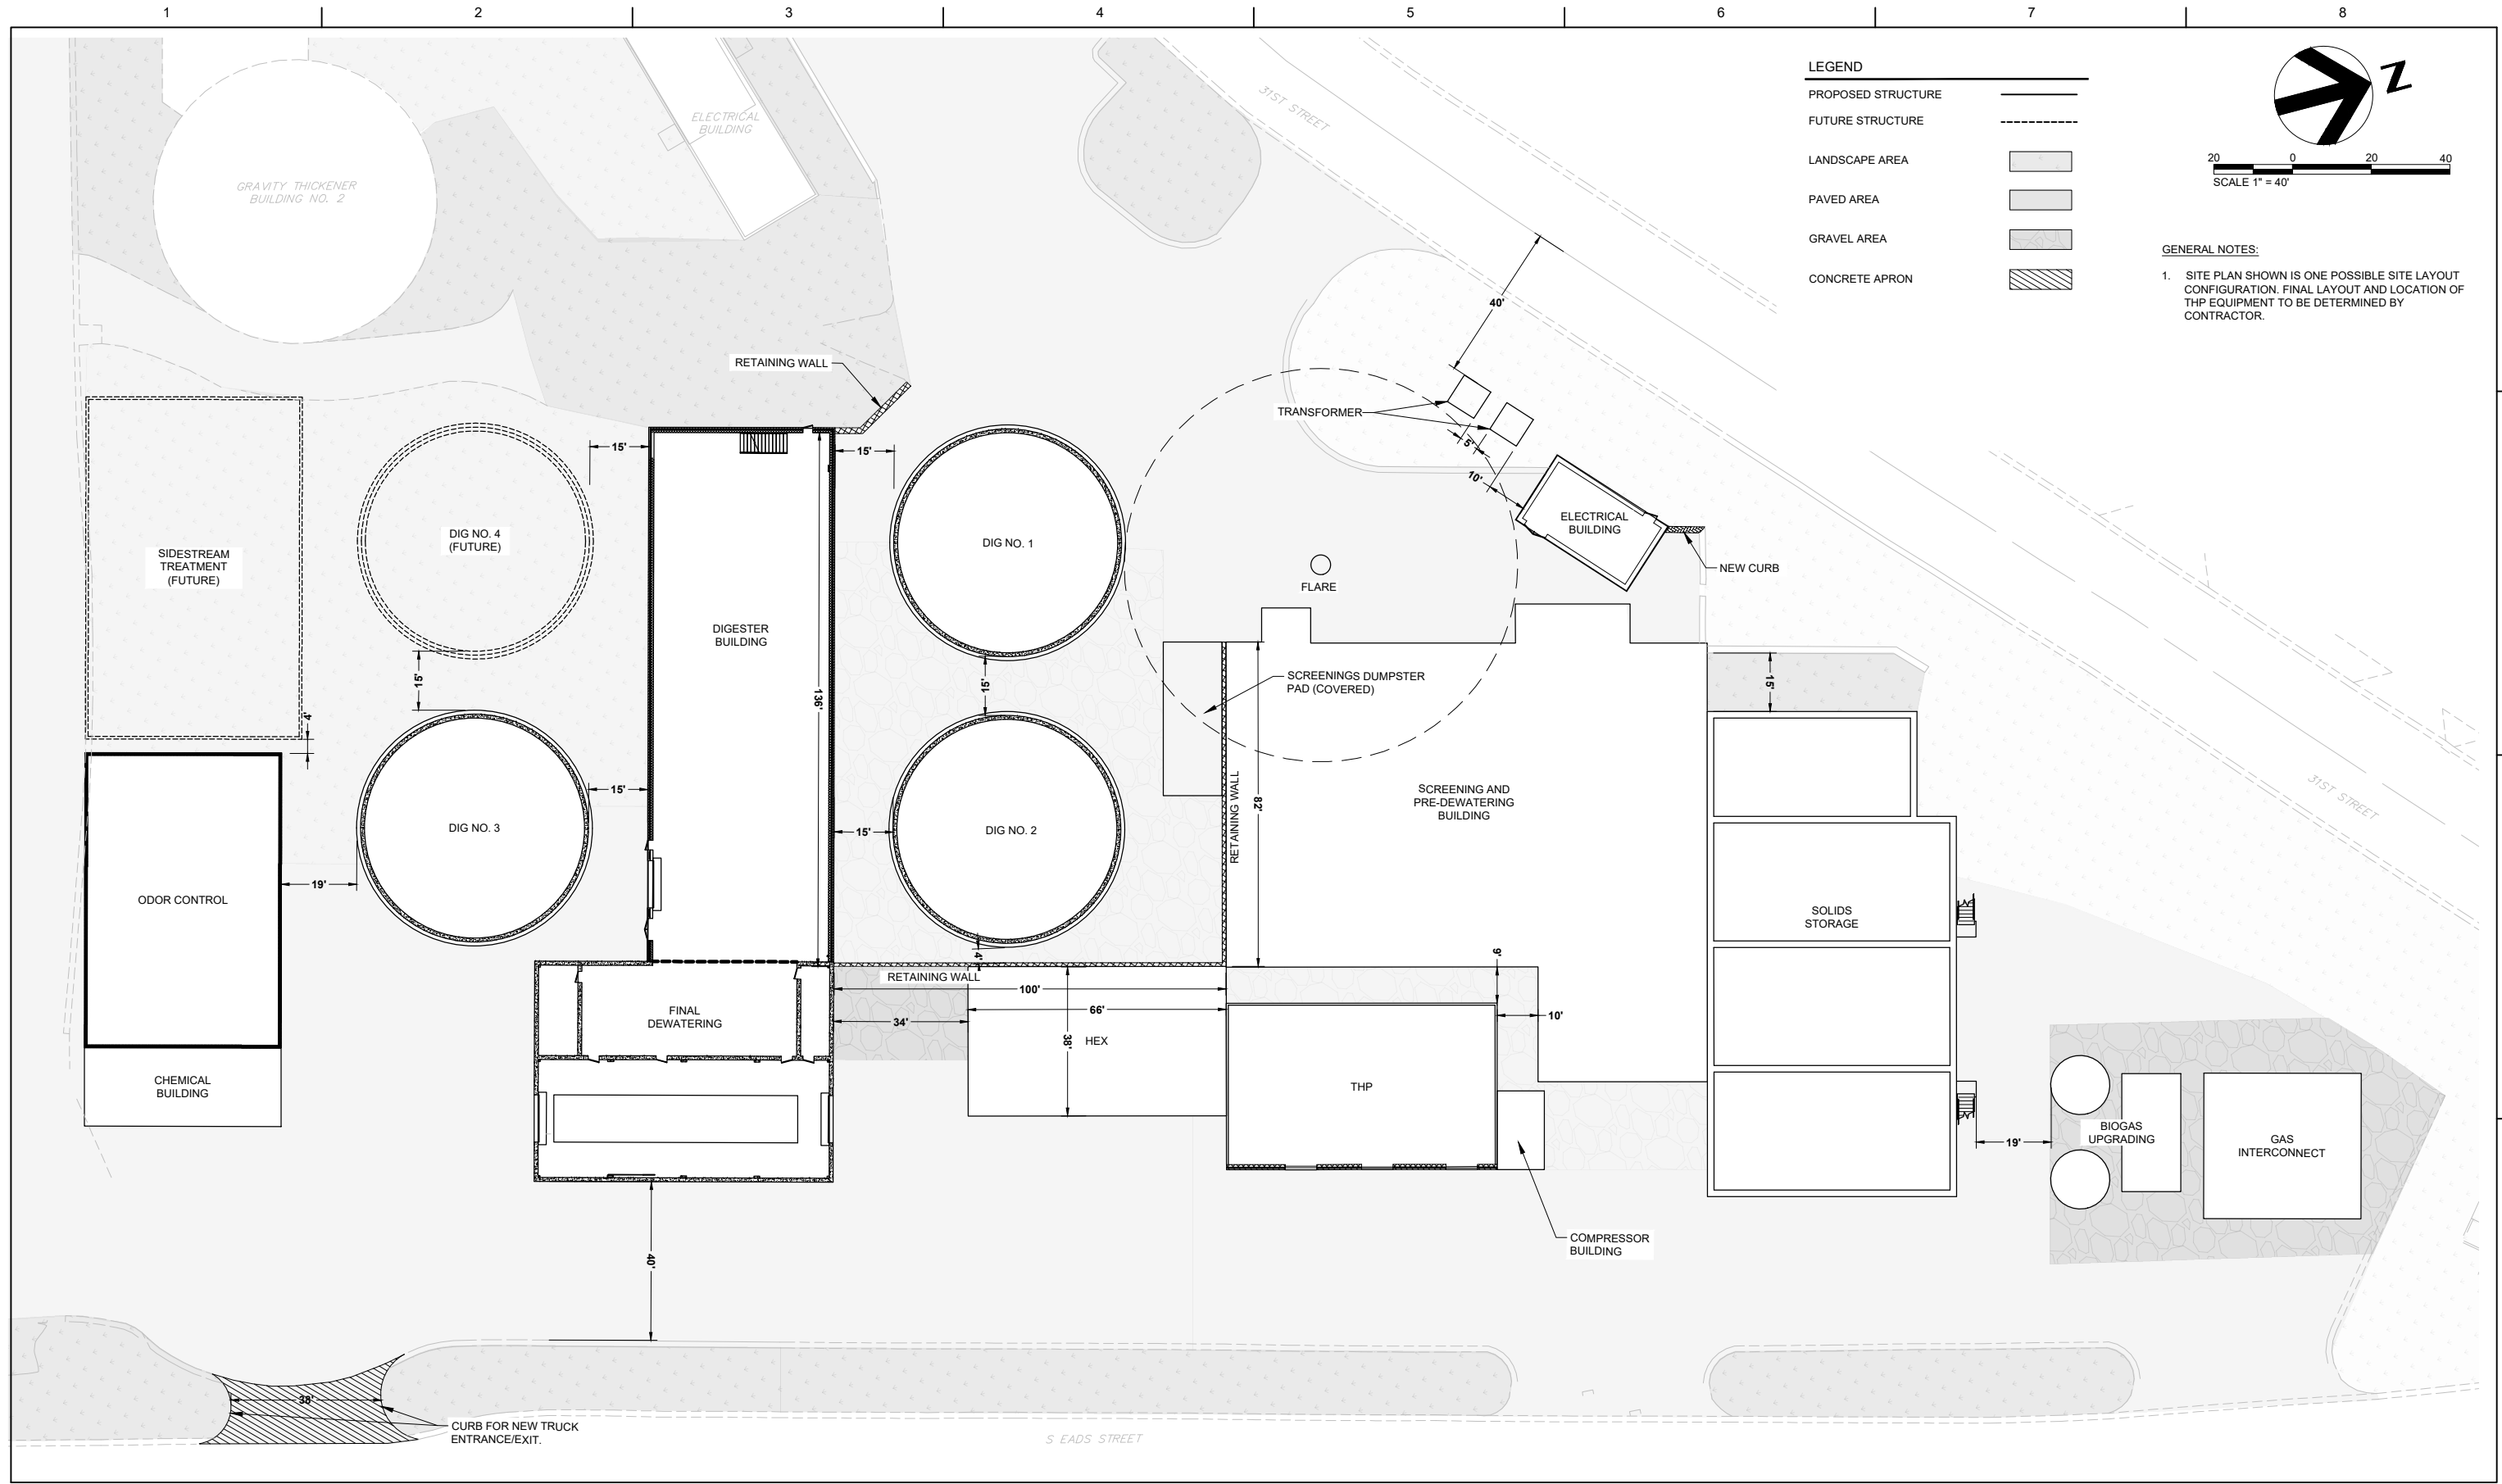 1 2 3 4 5 6 7 8
LEGEND
PROPOSED STRUCTURE
FUTURE STRUCTURE
LANDSCAPE AREA
PAVED AREA
GRAVEL AREA
CONCRETE APRON
Z
20 0 20 40
SCALE 1" = 40'
GENERAL NOTES:
1. SITE PLAN SHOWN IS ONE POSSIBLE SITE LAYOUT
CONFIGURATION. FINAL LAYOUT AND LOCATION OF
THP EQUIPMENT TO BE DETERMINED BY
CONTRACTOR.
GRAVITY THICKENER
BUILDING NO. 2
ELECTRICAL
BUILDING
31ST STREET
40'
RETAINING WALL
TRANSFORMER
5'
10'
15'
15'
ELECTRICAL
BUILDING
NEW CURB
FLARE
SIDESTREAM
TREATMENT
(FUTURE)
DIG NO. 4
(FUTURE)
DIG NO. 1
DIGESTER
BUILDING
136'
15'
15'
4'
SCREENINGS DUMPSTER
PAD (COVERED)
15'
RETAINING WALL
82'
SCREENING AND
PRE-DEWATERING
BUILDING
31ST STREET
15'
15'
DIG NO. 3
DIG NO. 2
19'
ODOR CONTROL
SOLIDS
STORAGE
4'
9'
RETAINING WALL
100'
66'
34'
38'
10'
FINAL
DEWATERING
HEX
THP
CHEMICAL
BUILDING
19'
BIOGAS
UPGRADING
GAS
INTERCONNECT
COMPRESSOR
BUILDING
40'
38'
CURB FOR NEW TRUCK
ENTRANCE/EXIT.
S EADS STREET